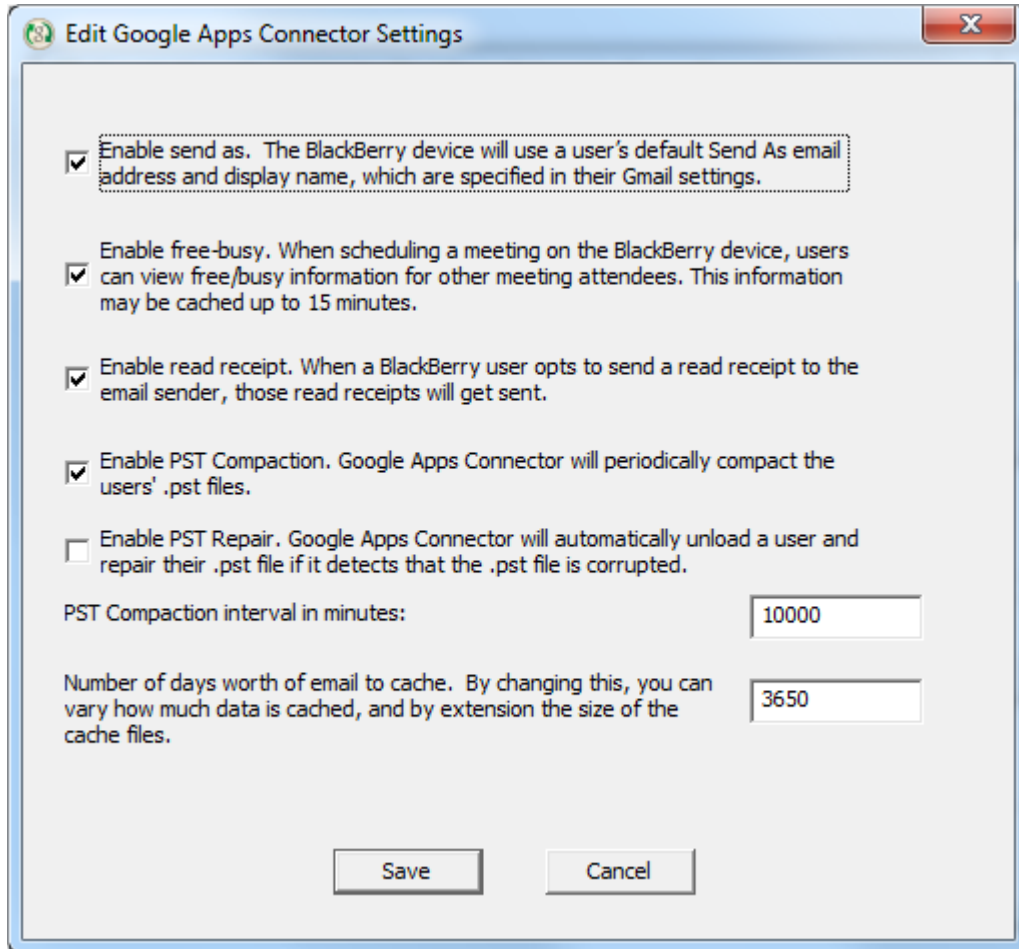 Edit Google Apps Connector Settings
Enable send as.  The BlackBerry device will use a user's default Send As email
address and display name, which are specified in their Gmail settings.
Enable free-busy. When scheduling a meeting on the BlackBerry device, users
can view free/busy information for other meeting attendees. This information
may be cached up to 15 minutes.
Enable read receipt. When a BlackBerry user opts to send a read receipt to the
email sender, those read receipts will get sent.
Enable PST Compaction. Google Apps Connector will periodically compact the
users' .pst files.
Enable PST Repair. Google Apps Connector will automatically unload a user and
repair their .pst file if it detects that the .pst file is corrupted.
PST Compaction interval in minutes:
10000
Number of days worth of email to cache.  By changing this, you can
vary how much data is cached, and by extension the size of the
cache files.
3650
Save
Cancel